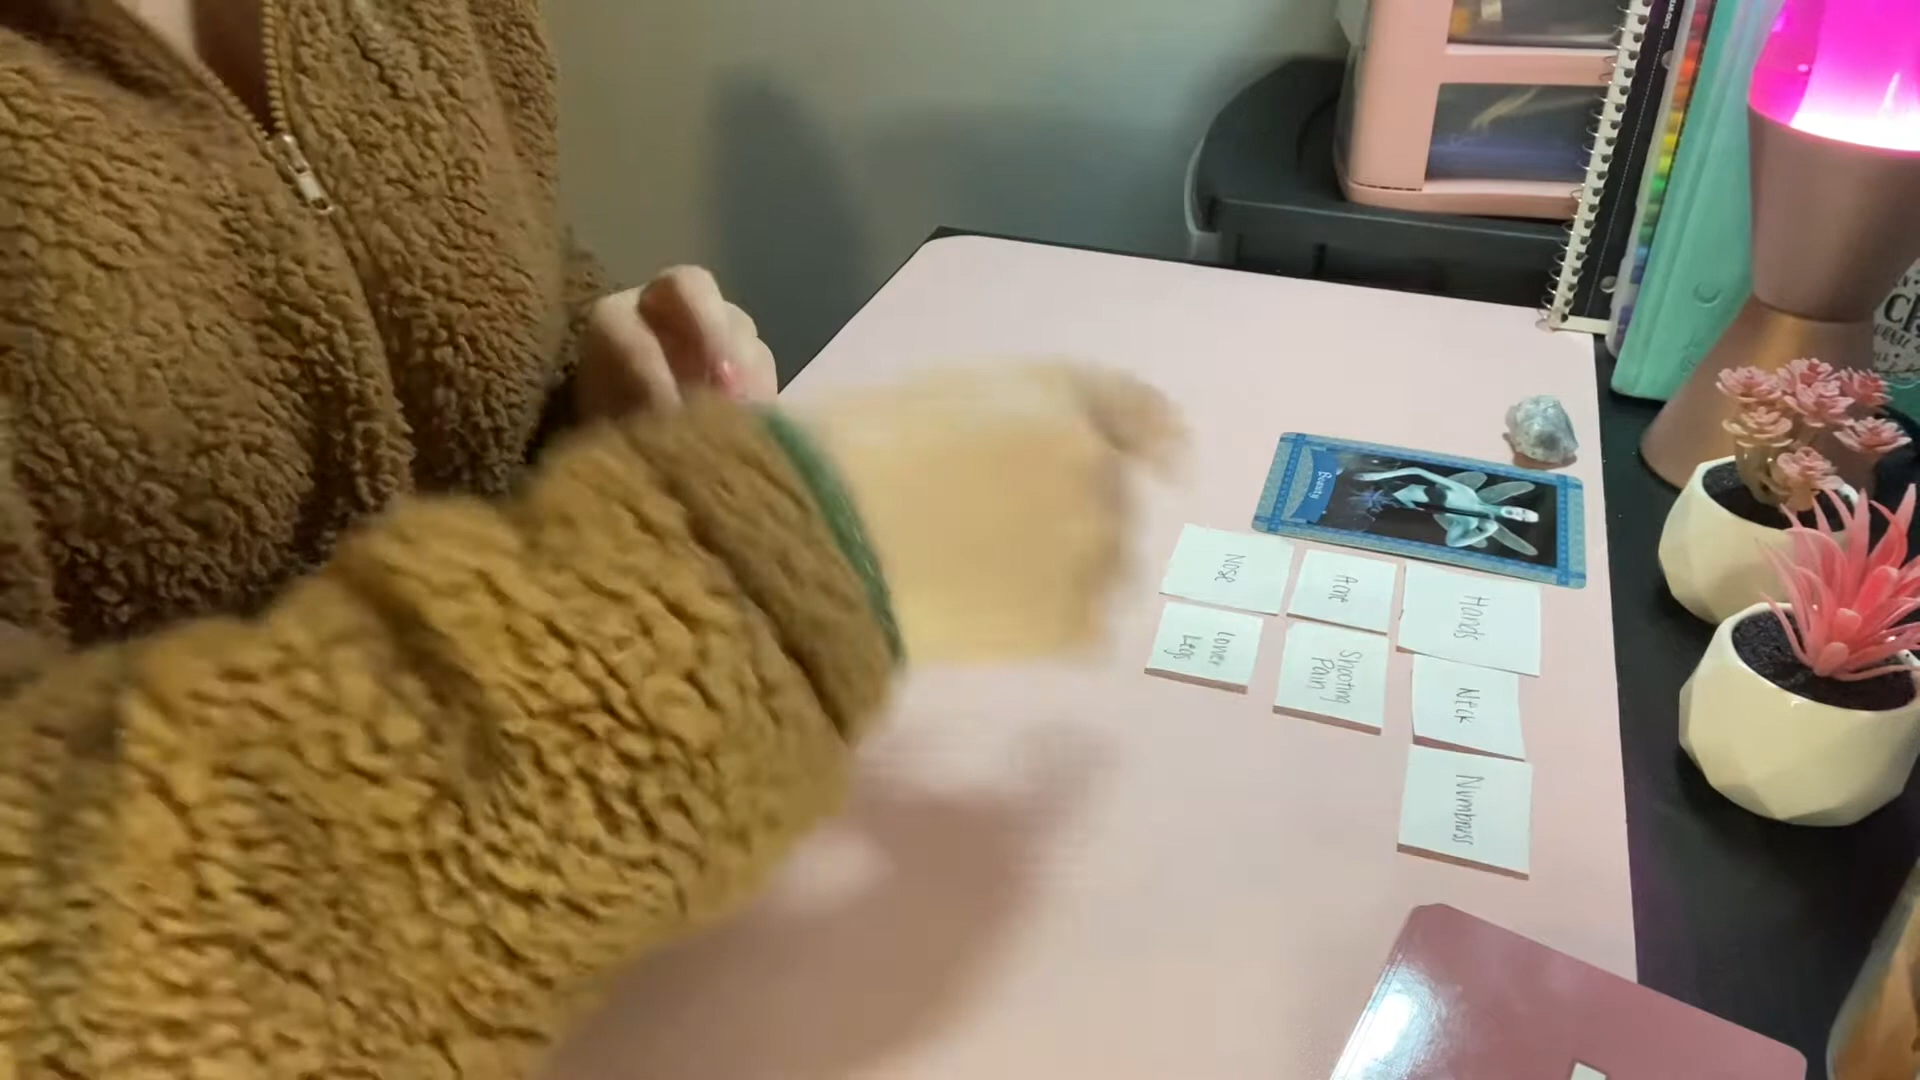 Beauty
Nose
Acne
Hands
Lower
Legs
Shooting
Pain
Neck
Numbness